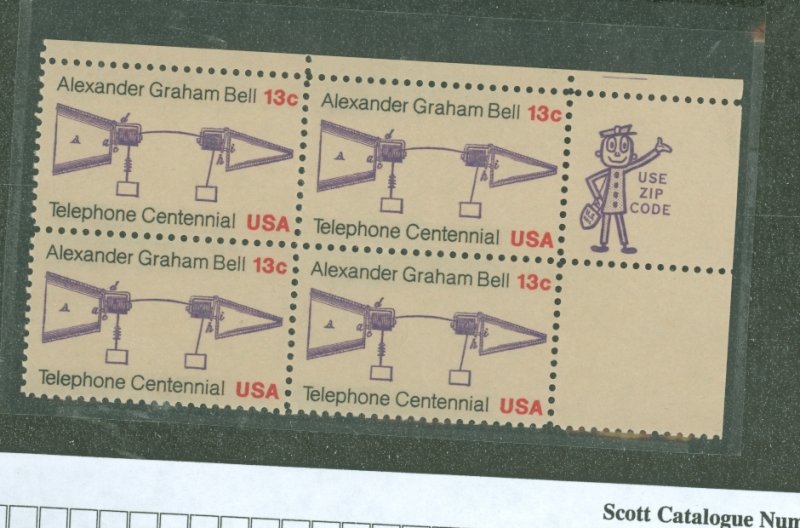 Alexander Graham Bell 13c
Telephone Centennial USA
Alexander Graham Bell 13c
Telephone Centennial USA
USE
ZIP
CODE
Alexander Graham Bell 13c
Telephone Centennial USA
Alexander Graham Bell 13c
Telephone Centennial USA
Scott Catalogue Num